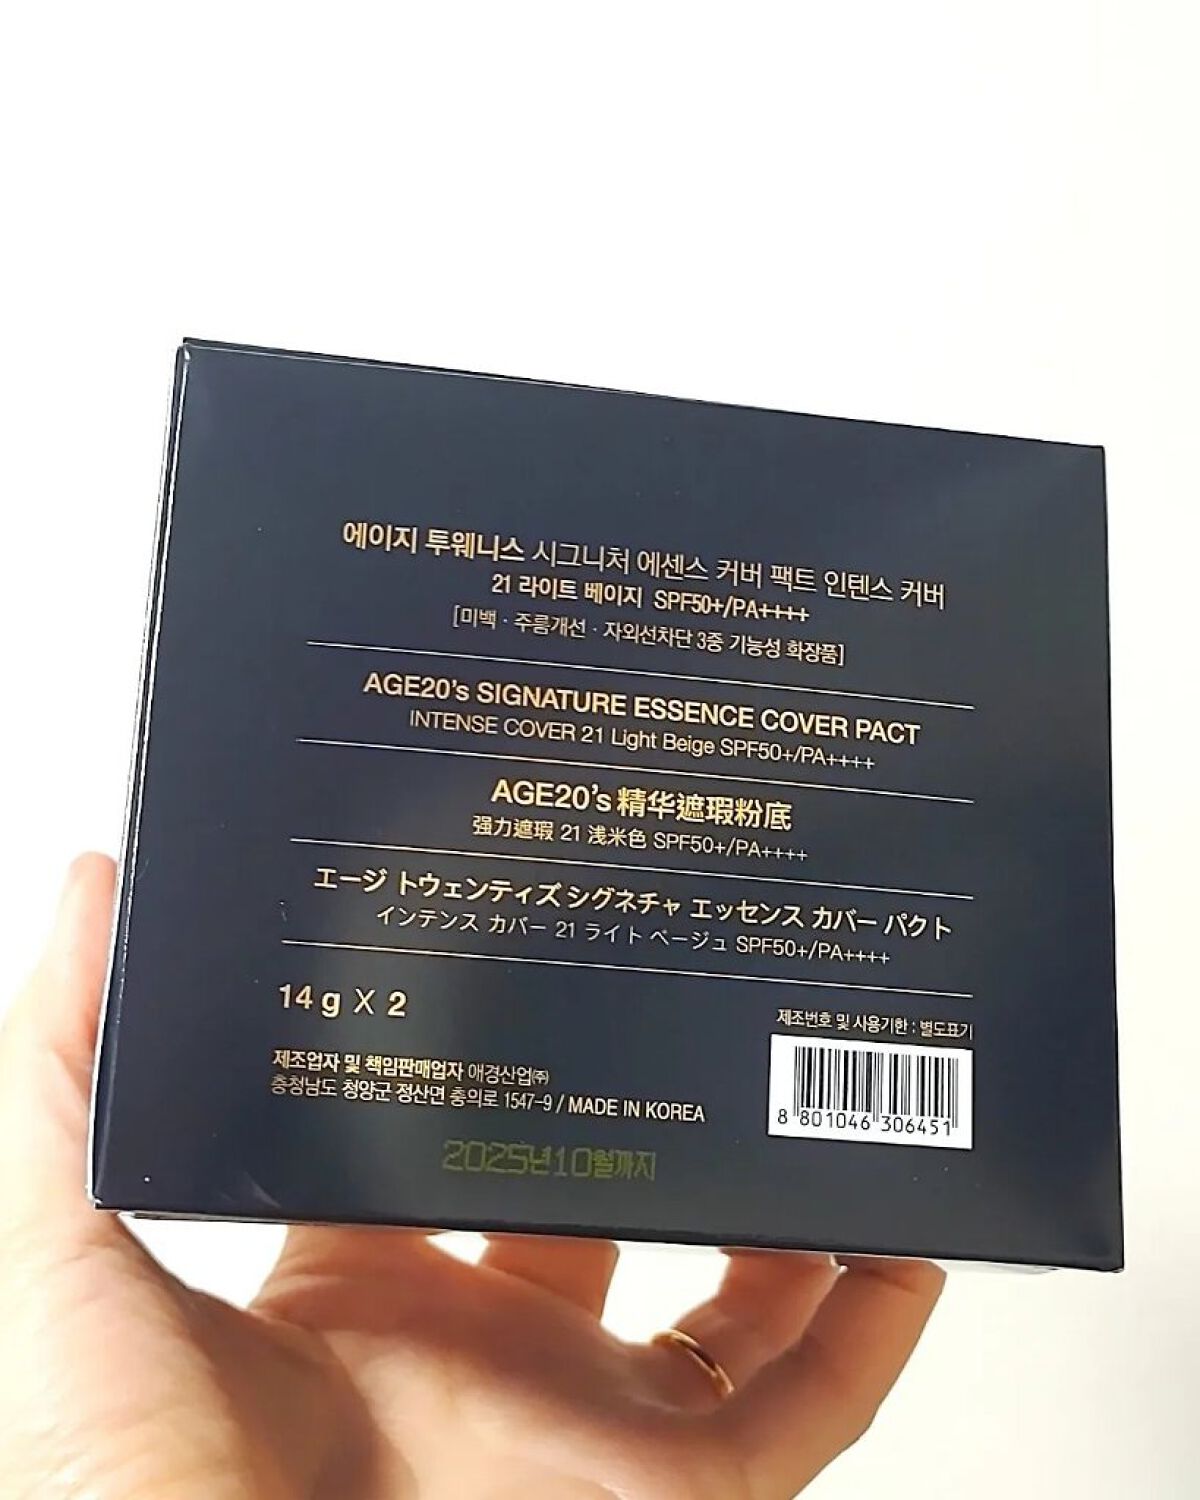 에이지 투웨니스 시그니처 에센스 커버 팩트 인텐스 커버
21 라이트 베이지 SPF50+/PA++++
[미백 · 주름개선 · 자외선차단 3중 기능성 화장품]
AGE20's SIGNATURE ESSENCE COVER PACT
INTENSE COVER 21 Light Beige SPF50+/PA++++
AGE20's 精华遮瑕粉底
强力遮瑕 21 浅米色 SPF50+/PA++++
エージ トウェンティズ シグネチャ エッセンス カバー パクト
インテンス カバー 21 ライト ベージュ SPF50+/PA++++
14 g X 2
제조번호 및 사용기한 : 별도표기
제조업자 및 책임판매업자 애경산업㈜
충청남도 청양군 정산면 충의로 1547-9 / MADE IN KOREA
8 801046 306451
2025년10월까지